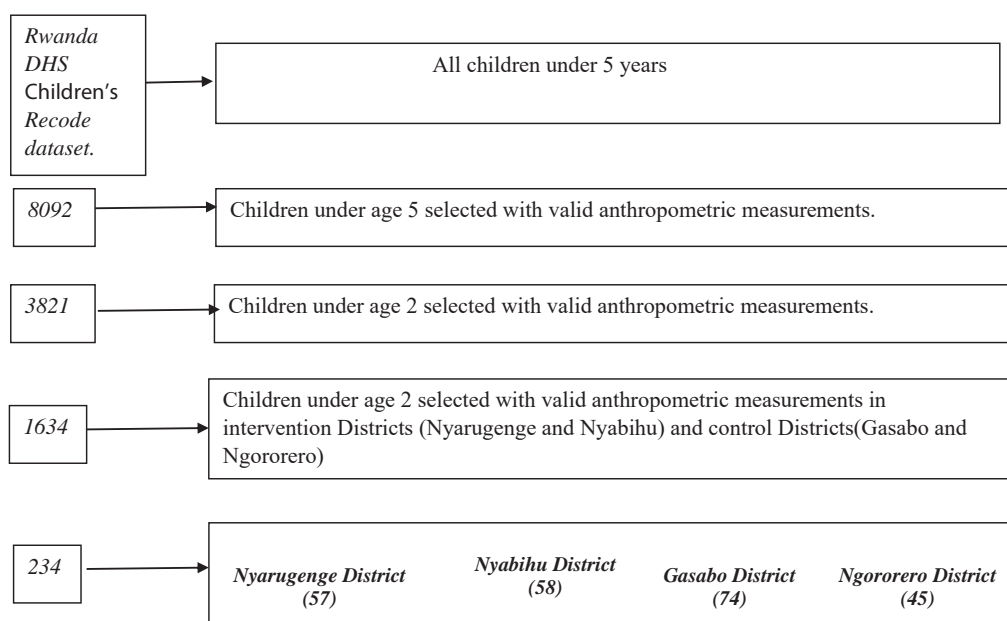 Rwanda
DHS
Children's
Recode
dataset.
All children under 5 years
8092
Children under age 5 selected with valid anthropometric measurements.
3821
Children under age 2 selected with valid anthropometric measurements.
1634
Children under age 2 selected with valid anthropometric measurements in
intervention Districts (Nyarugenge and Nyabihu) and control Districts(Gasabo and
Ngororero)
234
Nyarugenge District
(57)
Nyabihu District
(58)
Gasabo District
(74)
Ngororero District
(45)